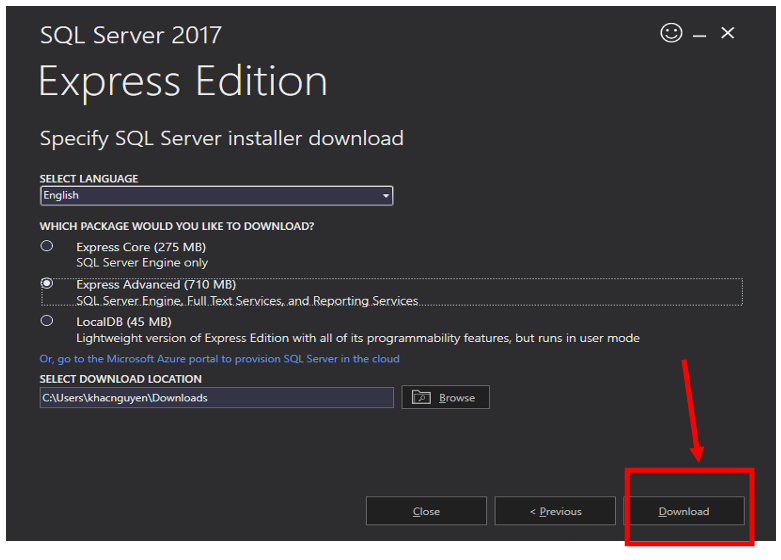 SQL Server 2017
Express Edition
Specify SQL Server installer download
SELECT LANGUAGE
English
WHICH PACKAGE WOULD YOU LIKE TO DOWNLOAD?
Express Core (275 MB)
SQL Server Engine only
Express Advanced (710 MB)
SQL Server Engine, Full Text Services, and Reporting Services
LocalDB (45 MB)
Lightweight version of Express Edition with all of its programmability features, but runs in user mode
Or, go to the Microsoft Azure portal to provision SQL Server in the cloud
SELECT DOWNLOAD LOCATION
C:\Users\khacnguyen\Downloads
Browse
Close
< Previous
Download